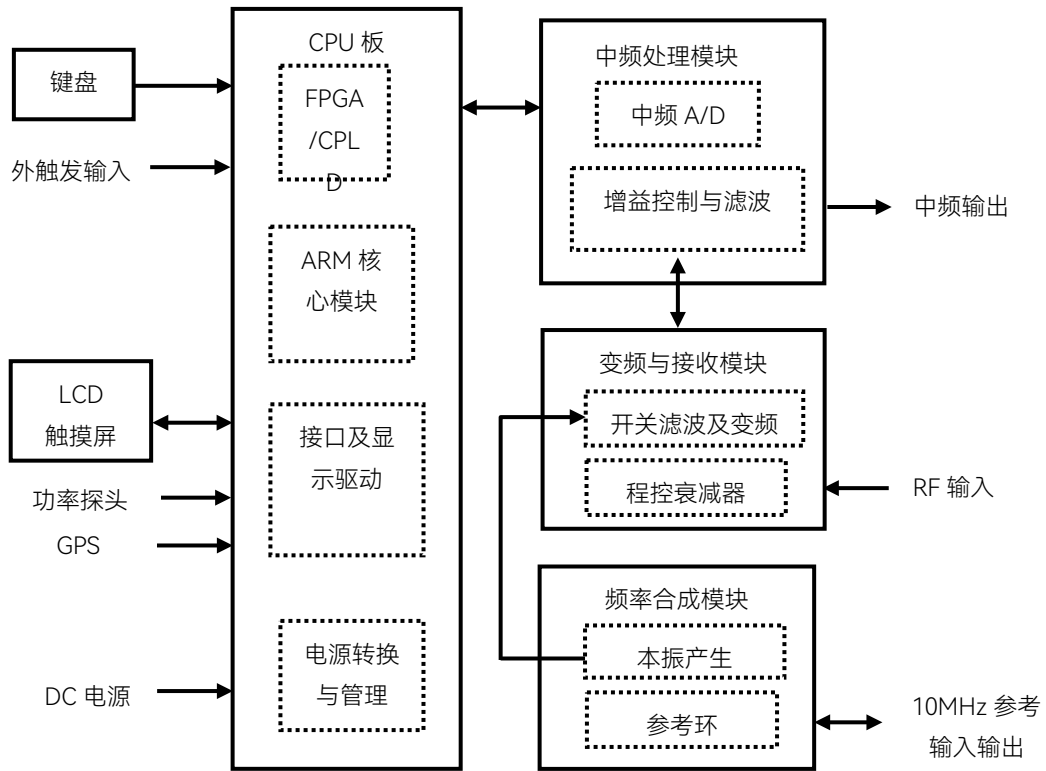 键盘
外触发输入
LCD
触摸屏
功率探头
GPS
DC 电源
CPU 板
FPGA
/CPL
D
ARM 核
心模块
接口及显
示驱动
电源转换
与管理
中频处理模块
中频 A/D
增益控制与滤波
中频输出
变频与接收模块
开关滤波及变频
程控衰减器
RF 输入
频率合成模块
本振产生
参考环
10MHz 参考
输入输出